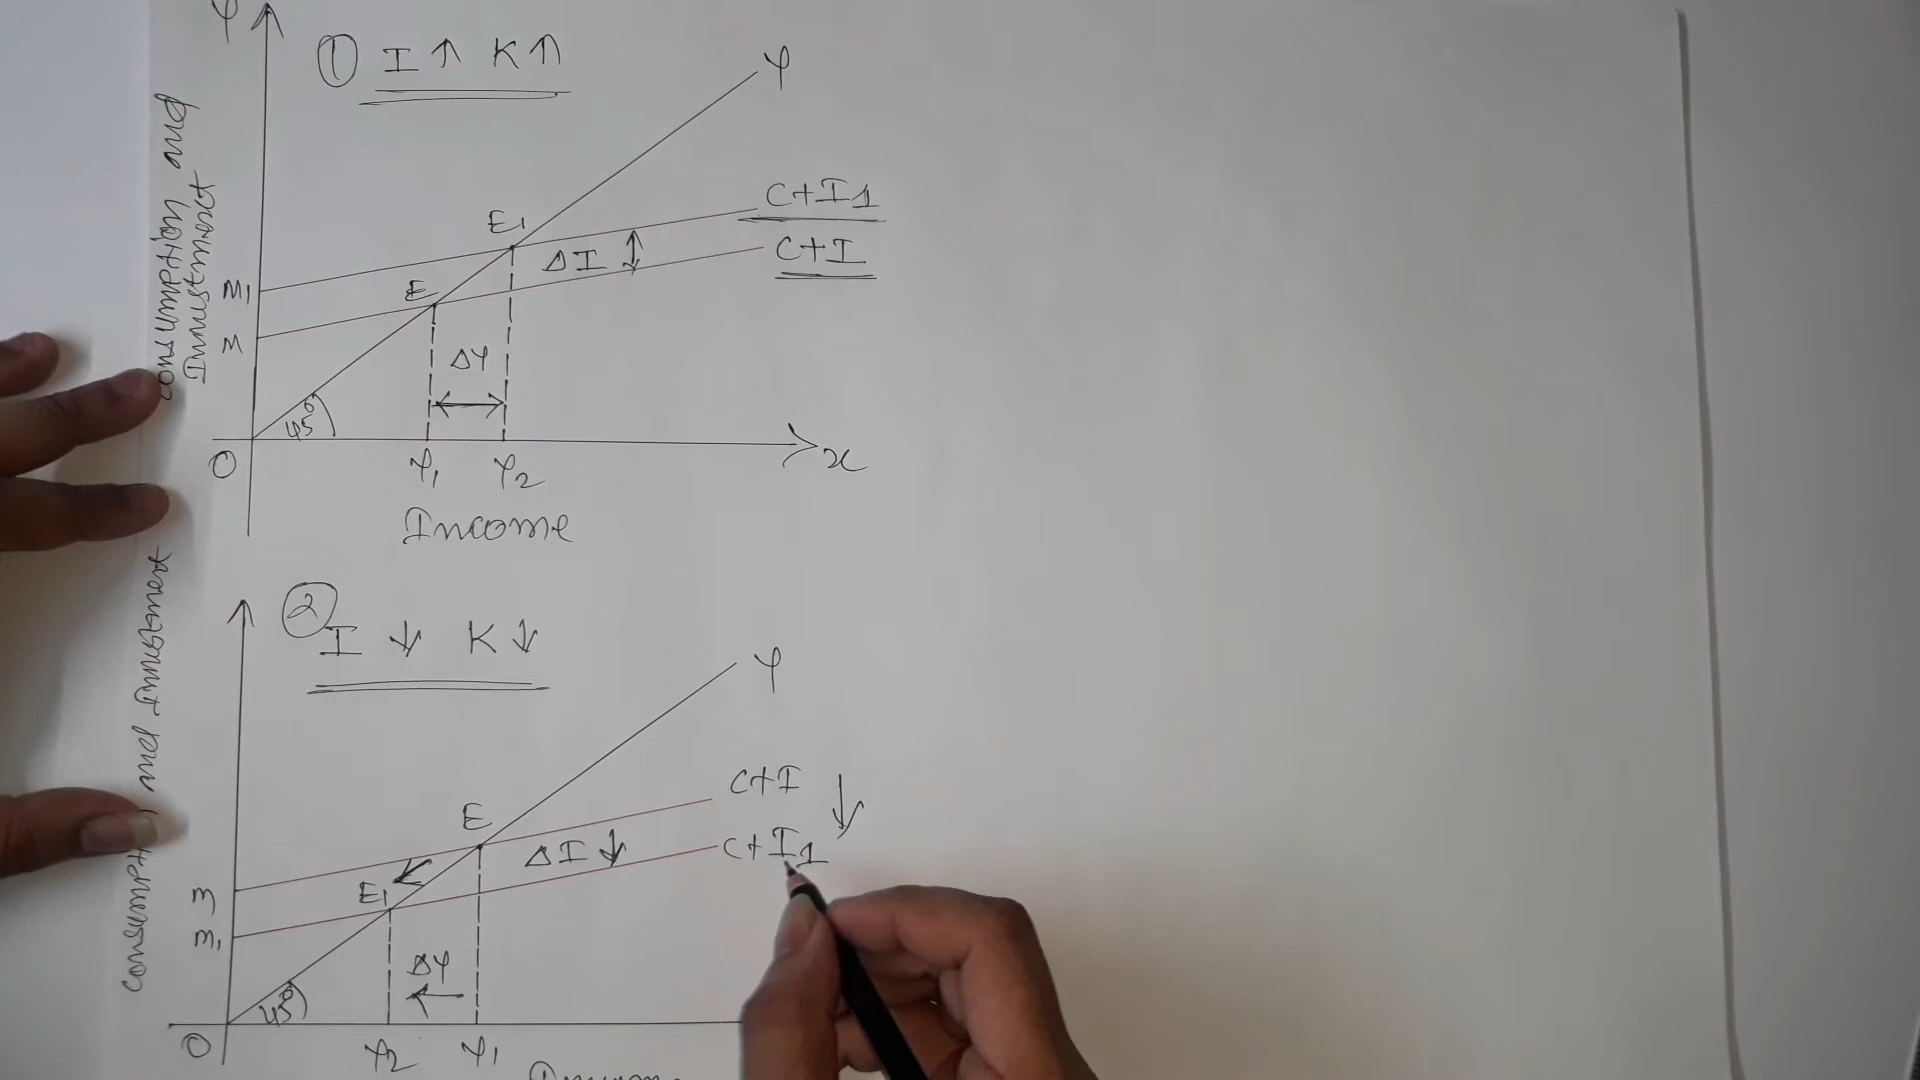 Y
① I ↑ K ↑
Y
Consumption and
Investment
C+I1
C+I
E1
ΔI
E
M1
M
ΔY
45°
O
Y1 Y2
x
Income
②
I ↓ K ↓
Y
and Investment
C+I ↓
C+I1
E
ΔI ↓
E1
M
M1
ΔY
45°
O
Y2 Y1